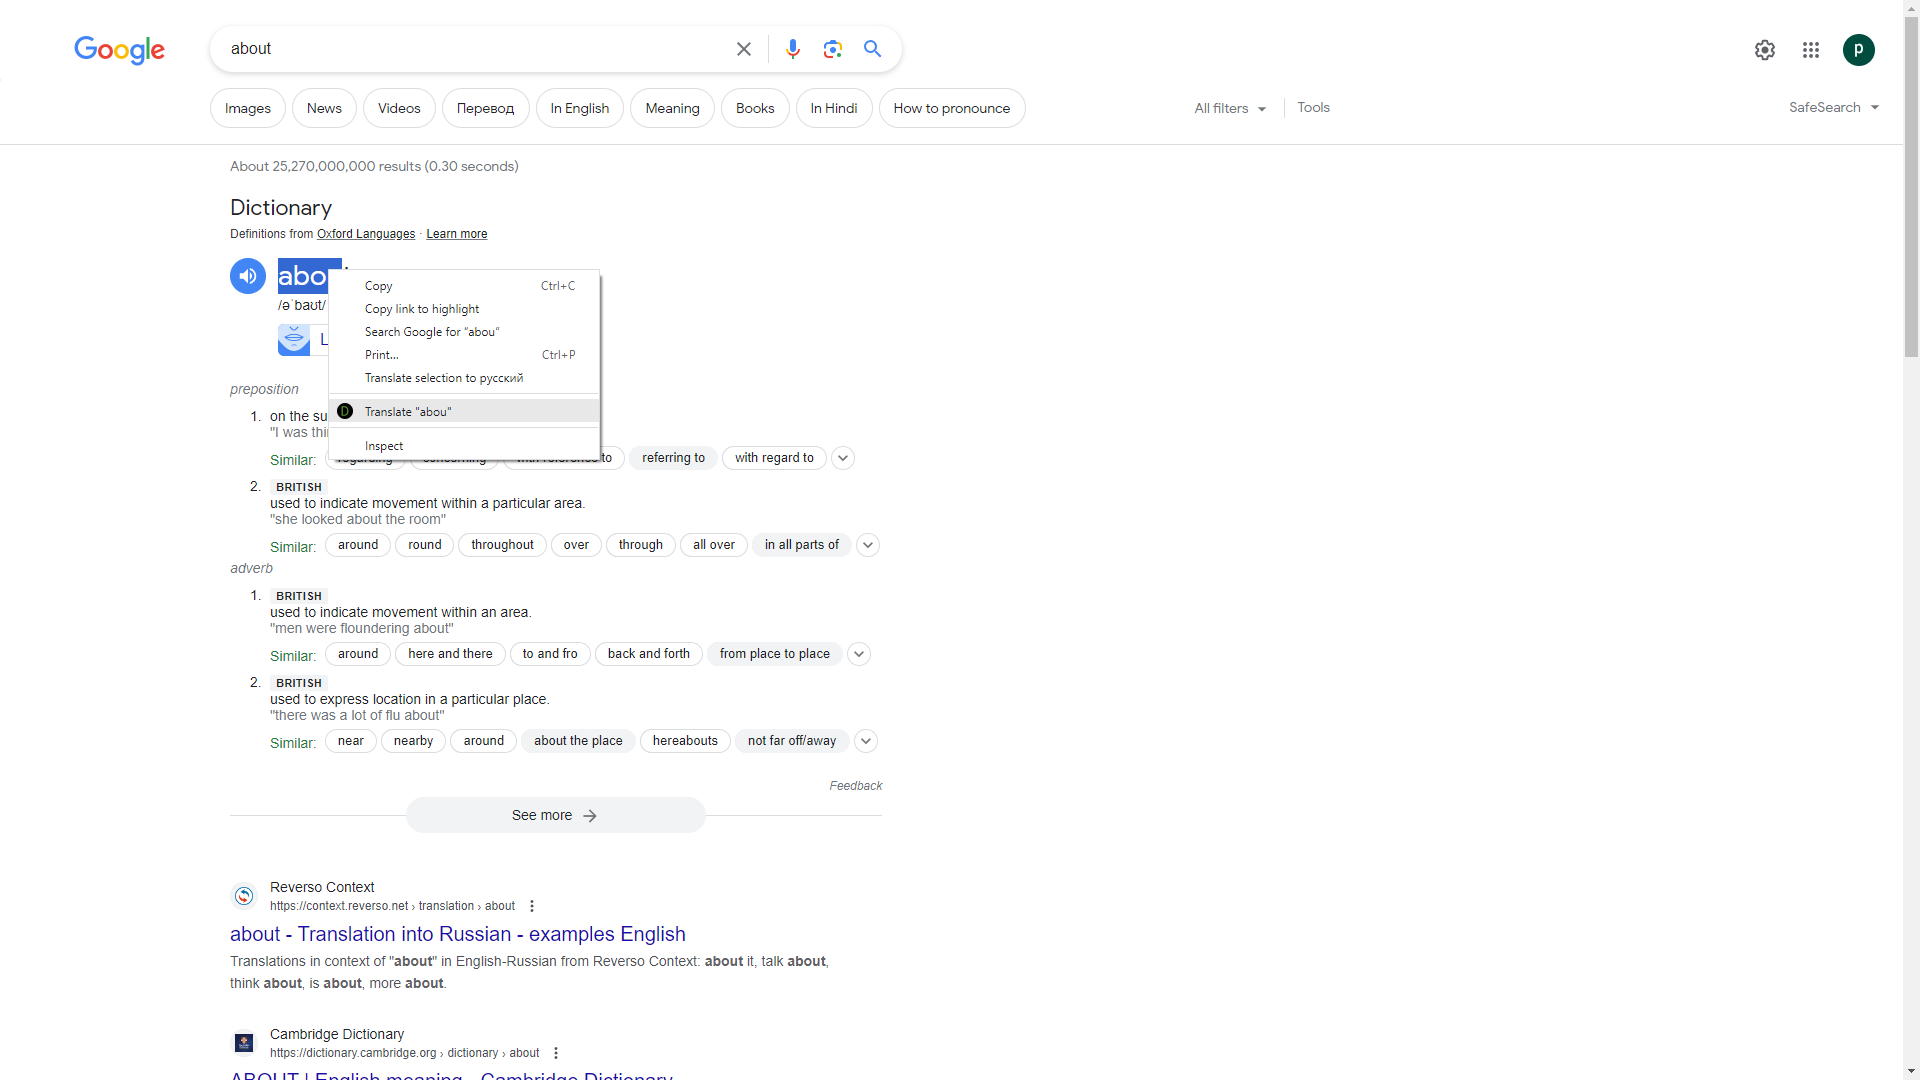 Google
about
P
Images
News
Videos
Перевод
In English
Meaning
Books
In Hindi
How to pronounce
All filters
Tools
SafeSearch
About 25,270,000,000 results (0.30 seconds)
Dictionary
Definitions from Oxford Languages · Learn more
abo
/əˈbaʊt/
L
Copy Ctrl+C
Copy link to highlight
Search Google for “abou”
Print... Ctrl+P
Translate selection to русский
D Translate "abou"
Inspect
preposition
1. on the su
"I was thi
Similar: regarding concerning with reference to referring to with regard to
2. BRITISH
used to indicate movement within a particular area.
"she looked about the room"
Similar: around round throughout over through all over in all parts of
adverb
1. BRITISH
used to indicate movement within an area.
"men were floundering about"
Similar: around here and there to and fro back and forth from place to place
2. BRITISH
used to express location in a particular place.
"there was a lot of flu about"
Similar: near nearby around about the place hereabouts not far off/away
Feedback
See more
Reverso Context
https://context.reverso.net › translation › about
about - Translation into Russian - examples English
Translations in context of "about" in English-Russian from Reverso Context: about it, talk about,
think about, is about, more about.
Cambridge Dictionary
https://dictionary.cambridge.org › dictionary › about
ABOUT | English meaning - Cambridge Dictionary